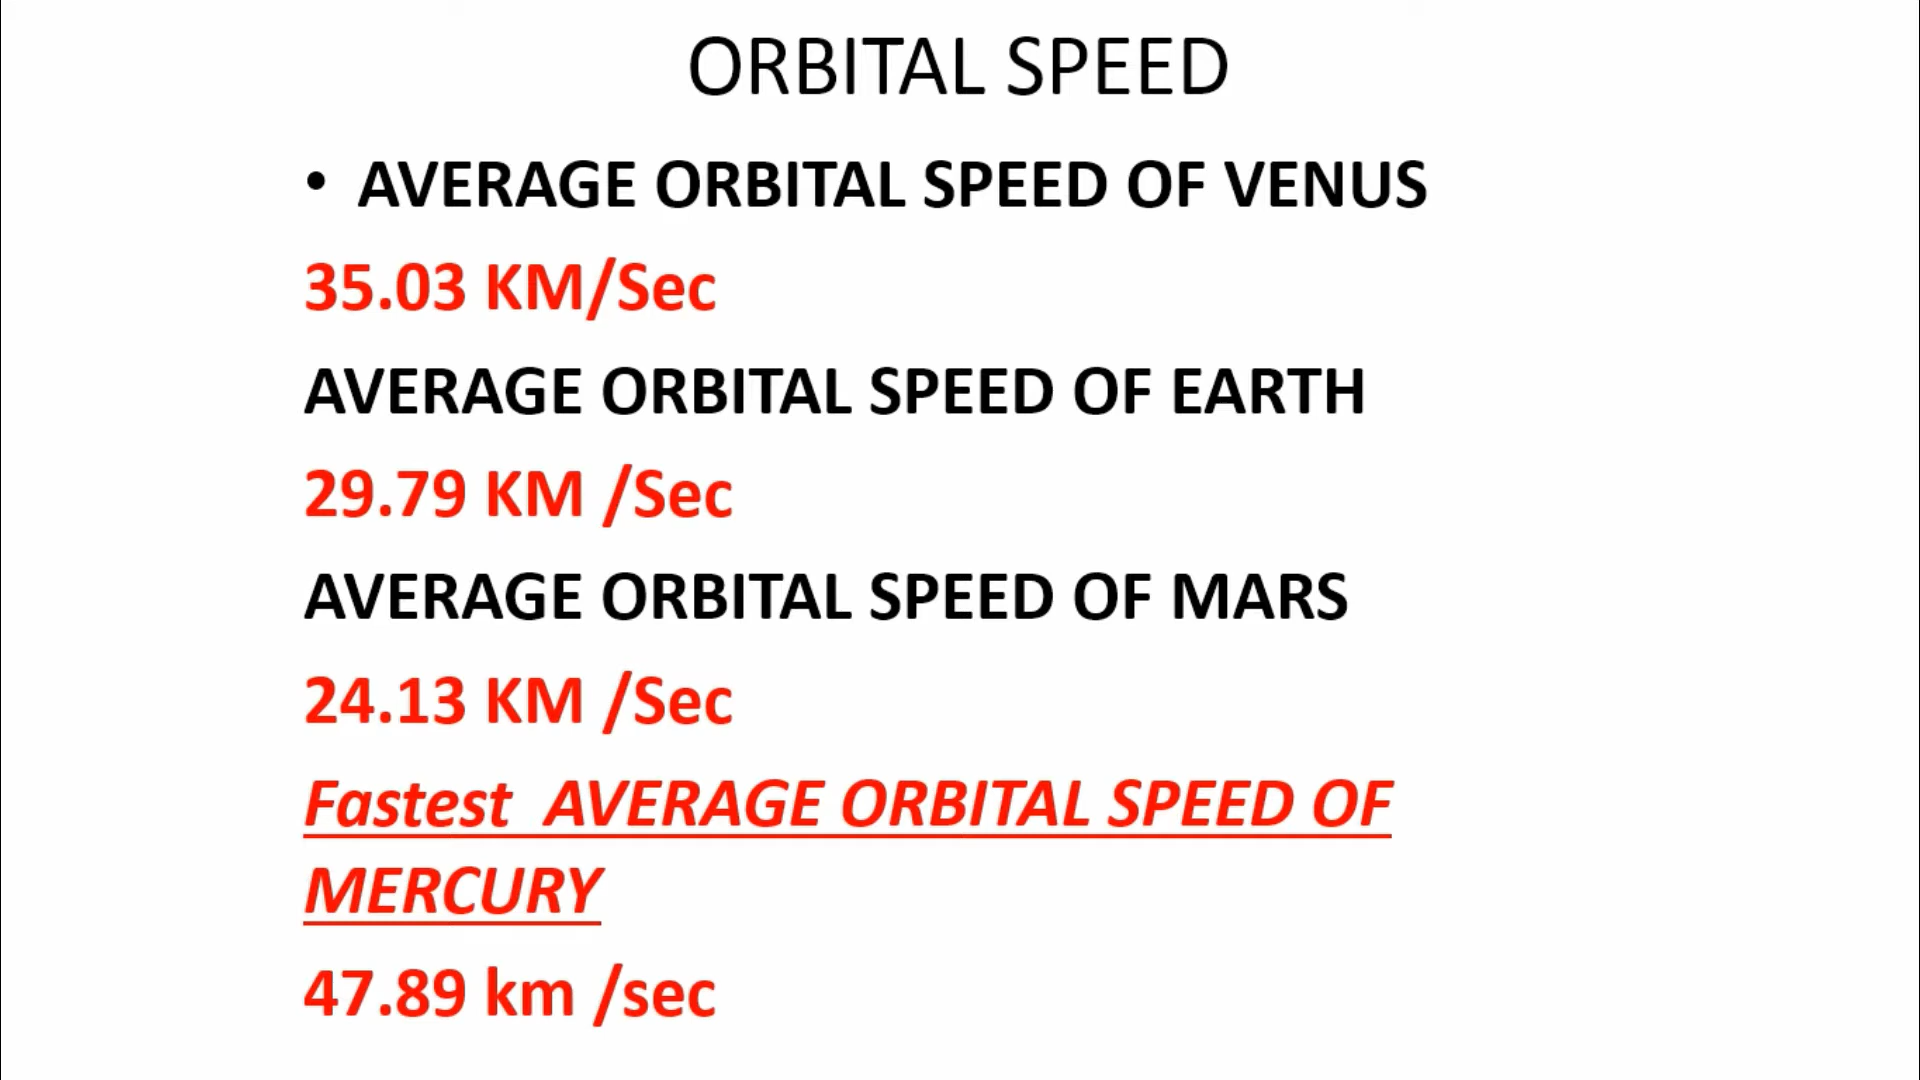 ORBITAL SPEED
• AVERAGE ORBITAL SPEED OF VENUS
35.03 KM/Sec
AVERAGE ORBITAL SPEED OF EARTH
29.79 KM /Sec
AVERAGE ORBITAL SPEED OF MARS
24.13 KM /Sec
Fastest  AVERAGE ORBITAL SPEED OF
MERCURY
47.89 km /sec